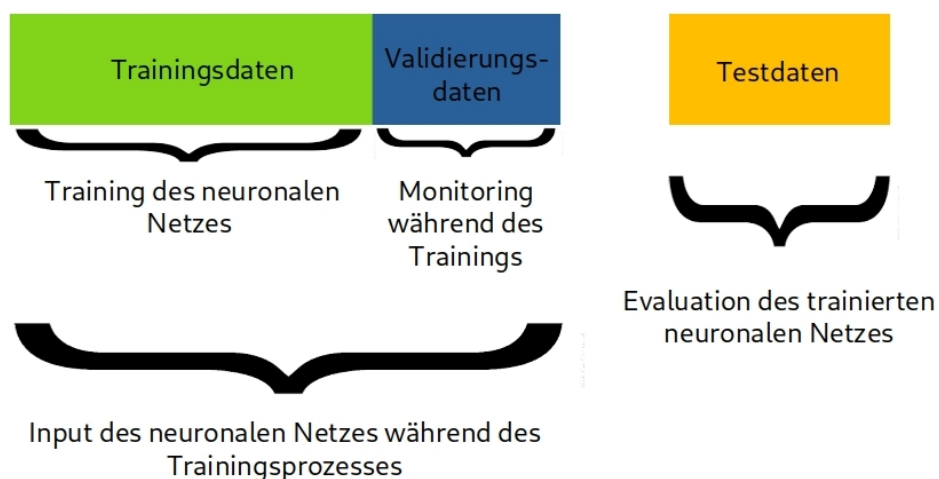 Trainingsdaten
Validierungs-
daten
Testdaten
Training des neuronalen
Netzes
Monitoring
während des
Trainings
Evaluation des trainierten
neuronalen Netzes
Input des neuronalen Netzes während des
Trainingsprozesses